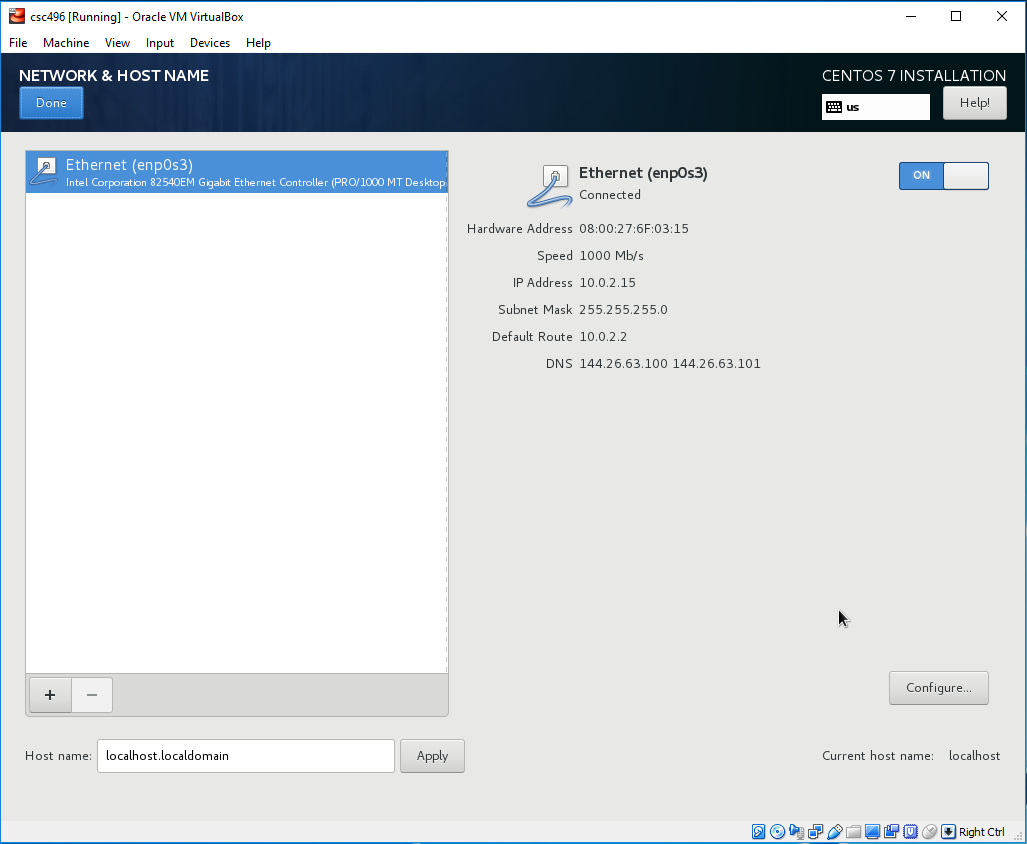 csc496 [Running] - Oracle VM VirtualBox
File Machine View Input Devices Help
NETWORK & HOST NAME
CENTOS 7 INSTALLATION
Done
us
Help!
Ethernet (enp0s3)
Intel Corporation 82540EM Gigabit Ethernet Controller (PRO/1000 MT Desktop
Ethernet (enp0s3)
Connected
ON
Hardware Address 08:00:27:6F:03:15
Speed 1000 Mb/s
IP Address 10.0.2.15
Subnet Mask 255.255.255.0
Default Route 10.0.2.2
DNS 144.26.63.100 144.26.63.101
+ −
Configure...
Host name: localhost.localdomain Apply
Current host name: localhost
Right Ctrl